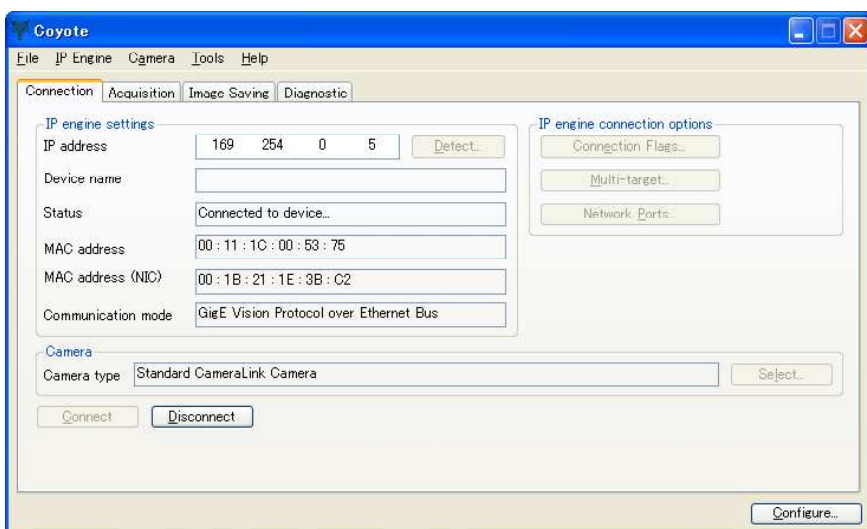 Coyote
File IP Engine Camera Tools Help
Connection Acquisition Image Saving Diagnostic
IP engine settings
IP address 169 254 0 5 Detect...
Device name
Status Connected to device...
MAC address 00 : 11 : 1C : 00 : 53 : 75
MAC address (NIC) 00 : 1B : 21 : 1E : 3B : C2
Communication mode GigE Vision Protocol over Ethernet Bus
IP engine connection options
Connection Flags...
Multi-target...
Network Ports...
Camera
Camera type Standard CameraLink Camera Select...
Connect Disconnect
Configure...